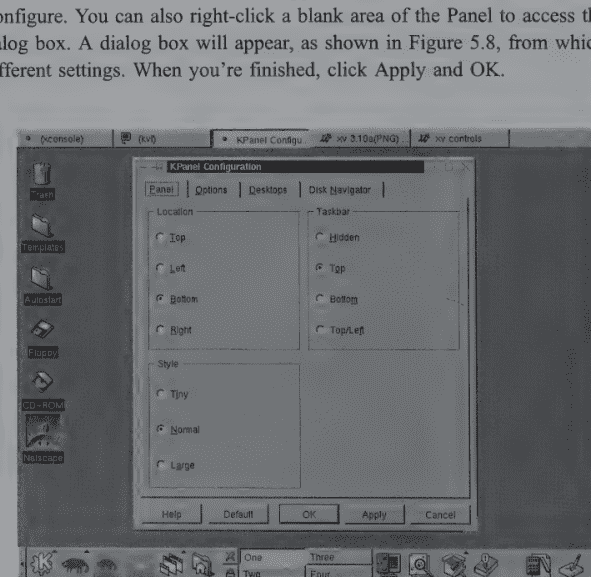 onfigure. You can also right-click a blank area of the Panel to access th
alog box. A dialog box will appear, as shown in Figure 5.8, from whic
fferent settings. When you're finished, click Apply and OK.
(xconsole) (kvt) KPanel Configu xv 3.10a(PNG) xv controls
KPanel Configuration
Panel Options Desktops Disk Navigator
Location
Top
Left
Bottom
Right
Taskbar
Hidden
Top
Bottom
Top/Left
Style
Tiny
Normal
Large
Help Default OK Apply Cancel
Trash
Templates
Autostart
Floppy
CD-ROM
Netscape
One Three
Two Four